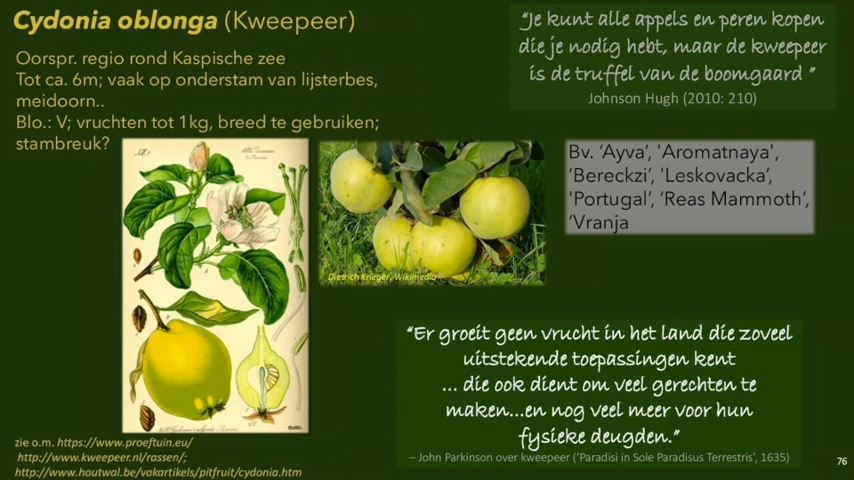 Cydonia oblonga (Kweepeer)
Oorspr. regio rond Kaspische zee
Tot ca. 6m; vaak op onderstam van lijsterbes,
meidoorn..
Blo.: V; vruchten tot 1kg, breed te gebruiken;
stambreuk?
“Je kunt alle appels en peren kopen
die je nodig hebt, maar de kweepeer
is de truffel van de boomgaard ”
Johnson Hugh (2010: 210)
Bv. ‘Ayva’, 'Aromatnaya',
‘Bereckzi’, 'Leskovacka’,
'Portugal’, ‘Reas Mammoth’,
‘Vranja
Dietrich Krieger, Wikimedia
“Er groeit geen vrucht in het land die zoveel
uitstekende toepassingen kent
... die ook dient om veel gerechten te
maken...en nog veel meer voor hun
fysieke deugden.”
– John Parkinson over kweepeer (‘Paradisi in Sole Paradisus Terrestris’, 1635)
zie o.m. https://www.proeftuin.eu/
http://www.kweepeer.nl/rassen/;
http://www.houtwal.be/vakartikels/pitfruit/cydonia.htm
76